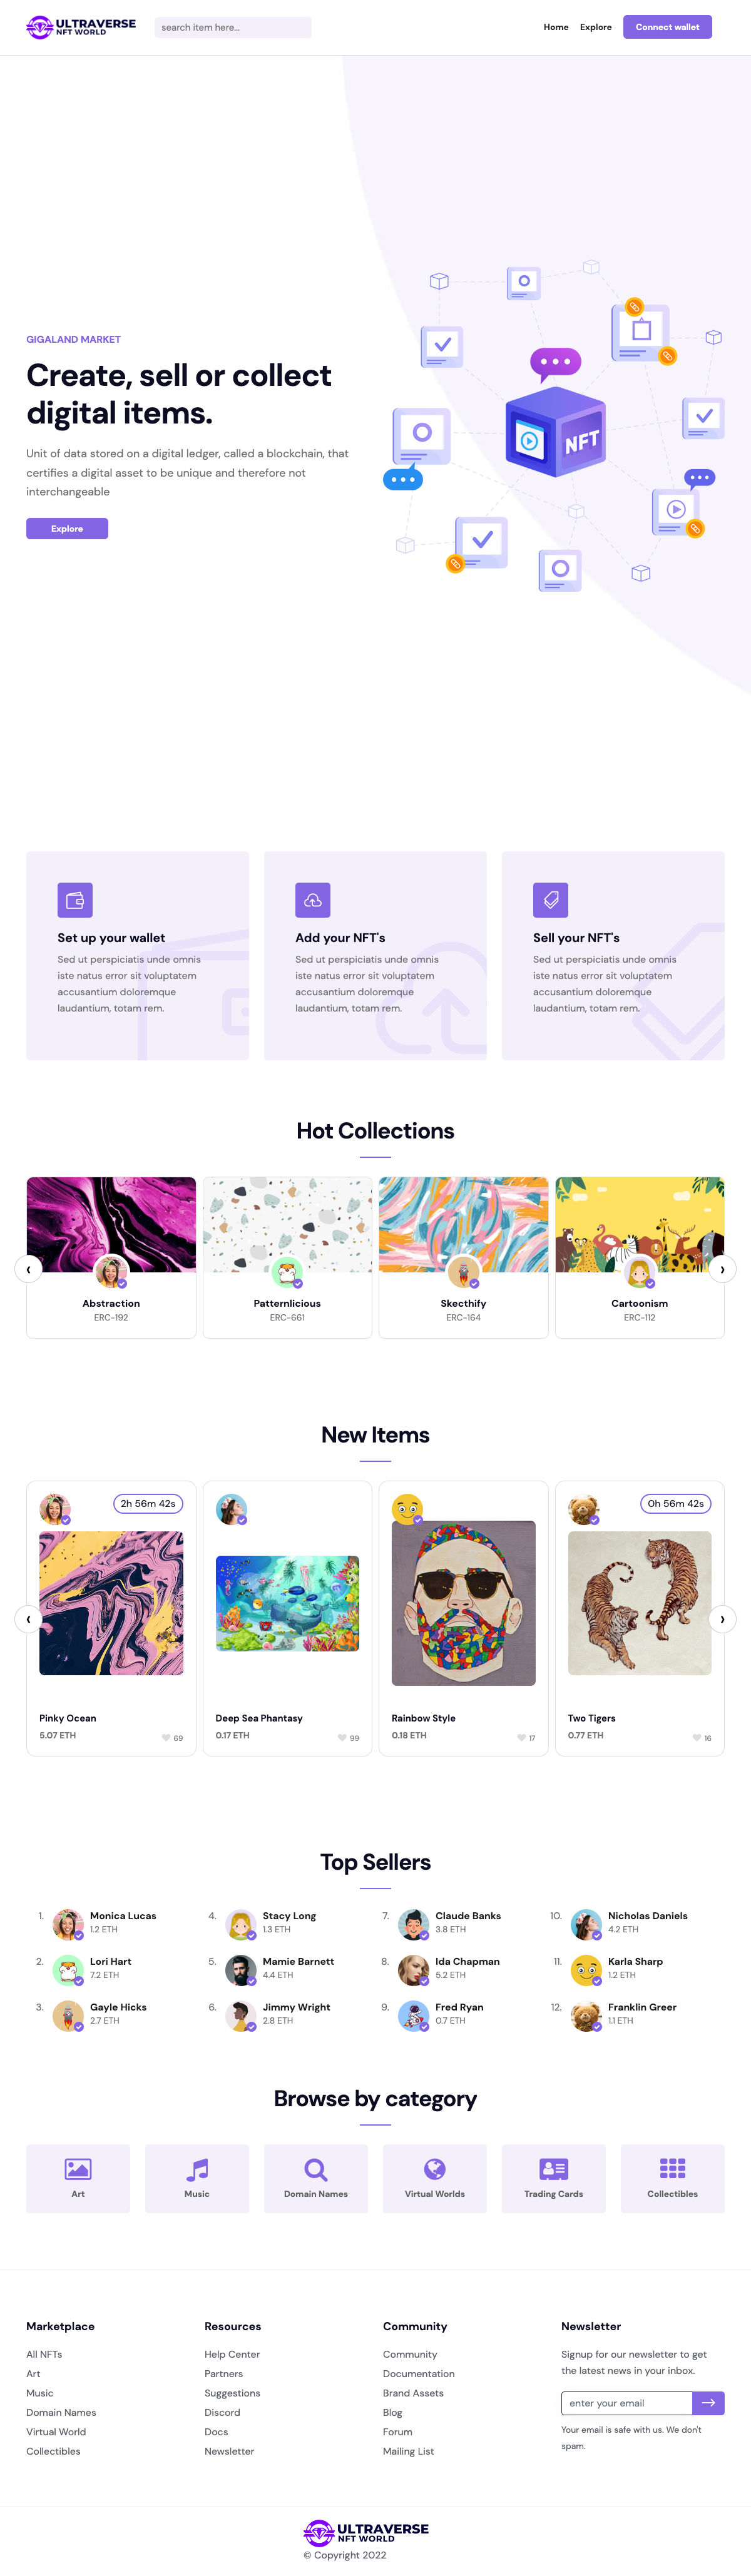 ULTRAVERSE
NFT WORLD
search item here...
Home
Explore
Connect wallet
GIGALAND MARKET
Create, sell or collect
digital items.
Unit of data stored on a digital ledger, called a blockchain, that
certifies a digital asset to be unique and therefore not
interchangeable
Explore
NFT
Set up your wallet
Sed ut perspiciatis unde omnis
iste natus error sit voluptatem
accusantium doloremque
laudantium, totam rem.
Add your NFT's
Sed ut perspiciatis unde omnis
iste natus error sit voluptatem
accusantium doloremque
laudantium, totam rem.
Sell your NFT's
Sed ut perspiciatis unde omnis
iste natus error sit voluptatem
accusantium doloremque
laudantium, totam rem.
Hot Collections
Abstraction
ERC-192
Patternlicious
ERC-661
Skecthify
ERC-164
Cartoonism
ERC-112
New Items
2h 56m 42s
Pinky Ocean
5.07 ETH
69
Deep Sea Phantasy
0.17 ETH
99
Rainbow Style
0.18 ETH
17
0h 56m 42s
Two Tigers
0.77 ETH
16
Top Sellers
1.
Monica Lucas
1.2 ETH
2.
Lori Hart
7.2 ETH
3.
Gayle Hicks
2.7 ETH
4.
Stacy Long
1.3 ETH
5.
Mamie Barnett
4.4 ETH
6.
Jimmy Wright
2.8 ETH
7.
Claude Banks
3.8 ETH
8.
Ida Chapman
5.2 ETH
9.
Fred Ryan
0.7 ETH
10.
Nicholas Daniels
4.2 ETH
11.
Karla Sharp
1.2 ETH
12.
Franklin Greer
1.1 ETH
Browse by category
Art
Music
Domain Names
Virtual Worlds
Trading Cards
Collectibles
Marketplace
All NFTs
Art
Music
Domain Names
Virtual World
Collectibles
Resources
Help Center
Partners
Suggestions
Discord
Docs
Newsletter
Community
Community
Documentation
Brand Assets
Blog
Forum
Mailing List
Newsletter
Signup for our newsletter to get
the latest news in your inbox.
enter your email
Your email is safe with us. We don't
spam.
ULTRAVERSE
NFT WORLD
© Copyright 2022